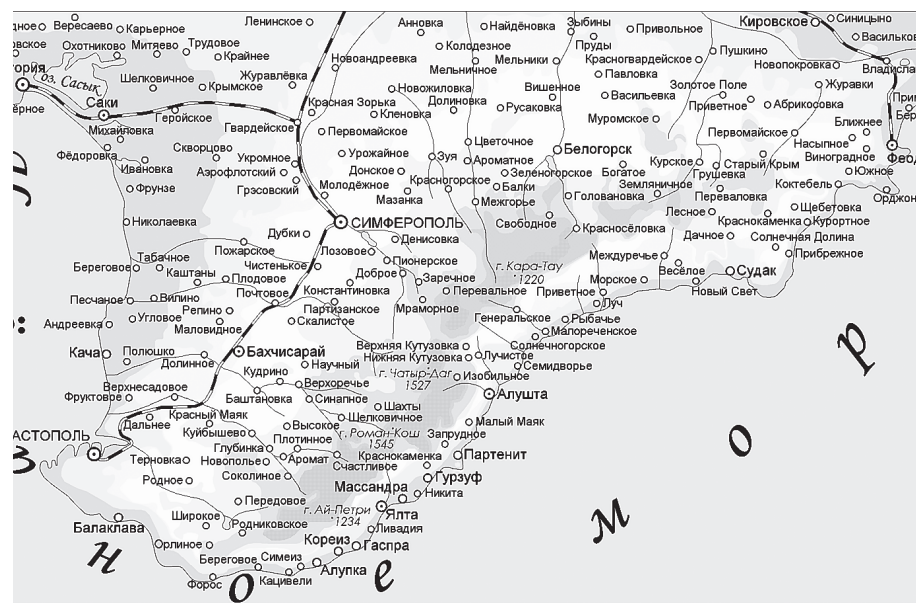 Вересаево
Карьерное
Охотниково
Митяево
Трудовое
Крайнее
Ленинское
Анновка
Найдёновка
Зыбины
Пруды
Привольное
Кировское
Синицыно
оз. Сасык
Шелковичное
Крымское
Журавлёвка
Новоандреевка
Колодезное
Мельничное
Мельники
Красногвардейское
Павловка
Пушкино
Новопокровка
Золотое Поле
Журавки
Саки
Михайловка
Геройское
Гвардейское
Красная Зорька
Новожиловка
Кленовка
Долиновка
Русаковка
Вишенное
Васильевка
Муромское
Приветное
Абрикосовка
Фёдоровка
Ивановка
Скворцово
Укромное
Аэрофлотский
Первомайское
Урожайное
Донское
Зуя
Цветочное
Ароматное
Белогорск
Первомайское
Ближнее
Насыпное
Виноградное
Фрунзе
Грэсовский
Молодёжное
Мазанка
Красногорское
Зеленогорское
Балки
Межгорье
Богатое
Головановка
Курское
Земляничное
Грушевка
Старый Крым
Переваловка
Коктебель
Южное
Николаевка
Дубки
СИМФЕРОПОЛЬ
Свободное
Красносёловка
Лесное
Дачное
Краснокаменка
Щебетовка
Курортное
Солнечная Долина
Прибрежное
Пожарское
Чистенькое
Лозовое
Денисовка
Пионерское
Доброе
Заречное
г. Кара-Тау
1220
Междуречье
Весёлое
Судак
Новый Свет
Береговое
Табачное
Каштаны
Плодовое
Почтовое
Константиновка
Партизанское
Скалистое
Мраморное
Перевальное
Приветное
Морское
Луч
Песчаное
Вилино
Угловое
Репино
Маловидное
Андреевка
Генеральское
Рыбачье
Малореченское
Солнечногорское
Кача
Полюшко
Долинное
Бахчисарай
Научный
Верхняя Кутузовка
Нижняя Кутузовка
Лучистое
Семидворье
г. Чатыр-Даг
1527
Изобильное
Алушта
Верхнесадовое
Фруктовое
Кудрино
Баштановка
Верхоречье
Синапное
Шахты
Шелковичное
Малый Маяк
Дальнее
Красный Маяк
Куйбышево
Высокое
Плотинное
Глубинка
Новополье
Аромат
Счастливое
г. Роман-Кош
1545
Запрудное
Краснокаменка
Партенит
АСТОПОЛЬ
Терновка
Родное
Соколиное
Гурзуф
Массандра
Никита
Передовое
Широкое
Родниковское
г. Ай-Петри
1234
Ялта
Ливадия
Балаклава
Орлиное
Береговое
Симеиз
Кореиз
Гаспра
Алупка
Кацивели
Форос
н
о
е
м
о
р